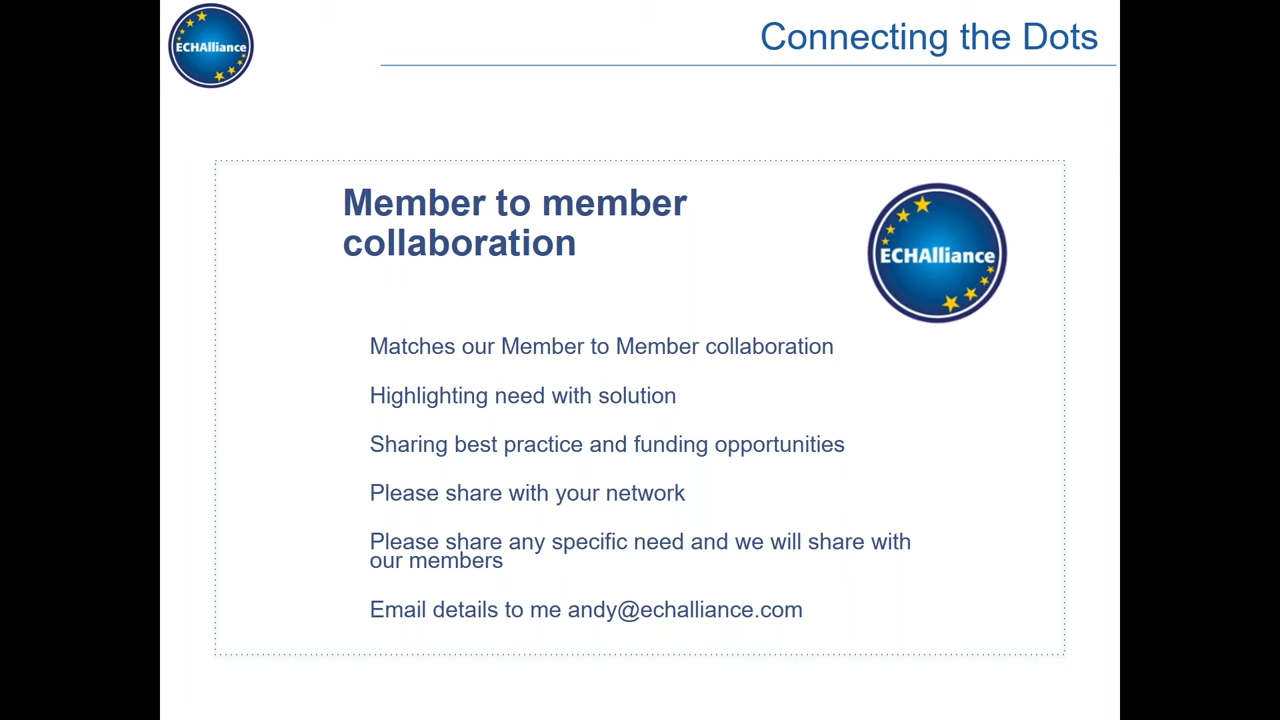 ECHAlliance
Connecting the Dots
Member to member
collaboration
ECHAlliance
Matches our Member to Member collaboration
Highlighting need with solution
Sharing best practice and funding opportunities
Please share with your network
Please share any specific need and we will share with
our members
Email details to me andy@echalliance.com